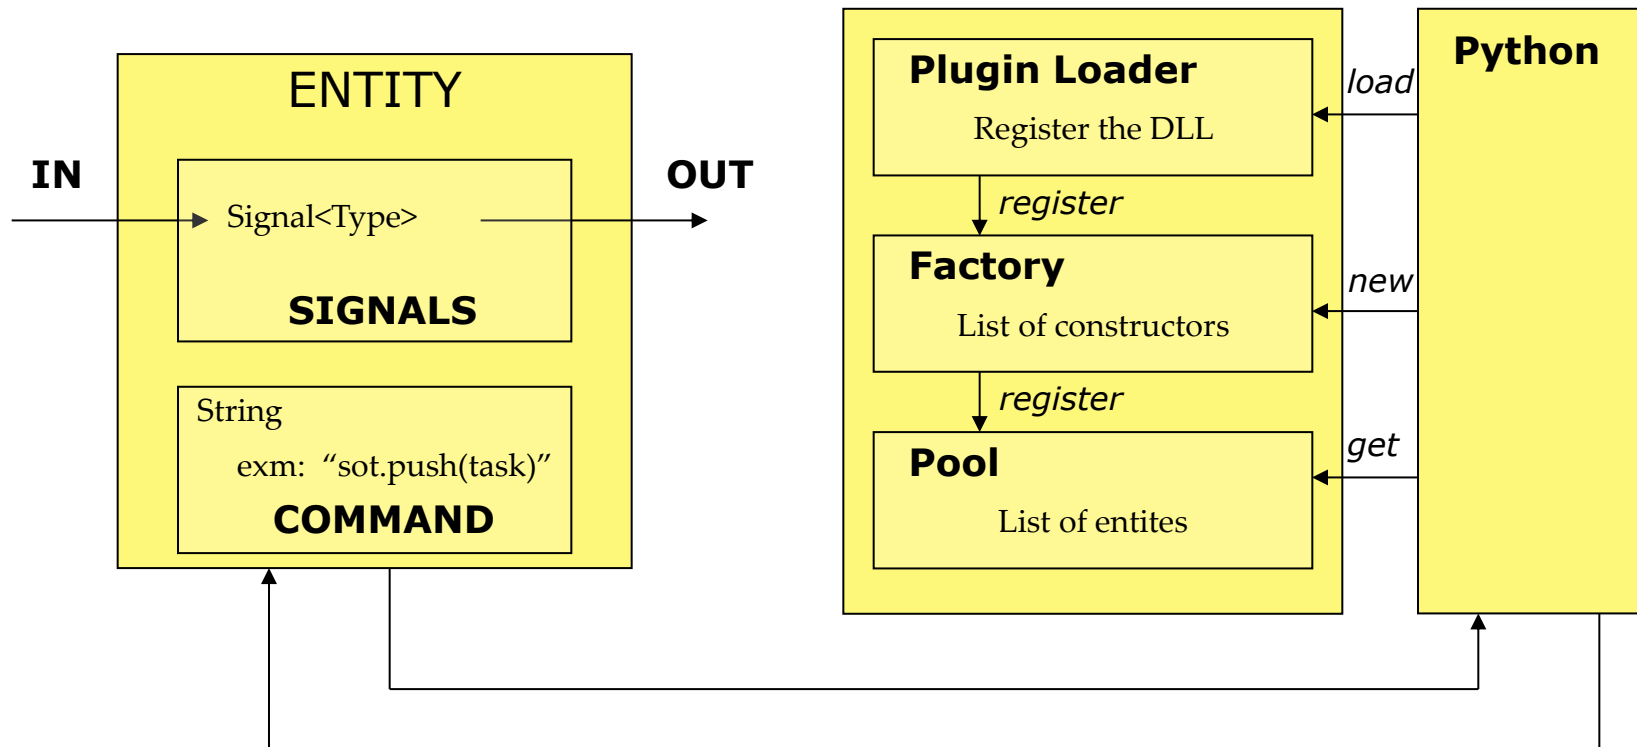 ENTITY
IN
OUT
Signal<Type>
SIGNALS
String
exm: “sot.push(task)”
COMMAND
Plugin Loader
Register the DLL
register
Factory
List of constructors
register
Pool
List of entites
load
new
get
Python